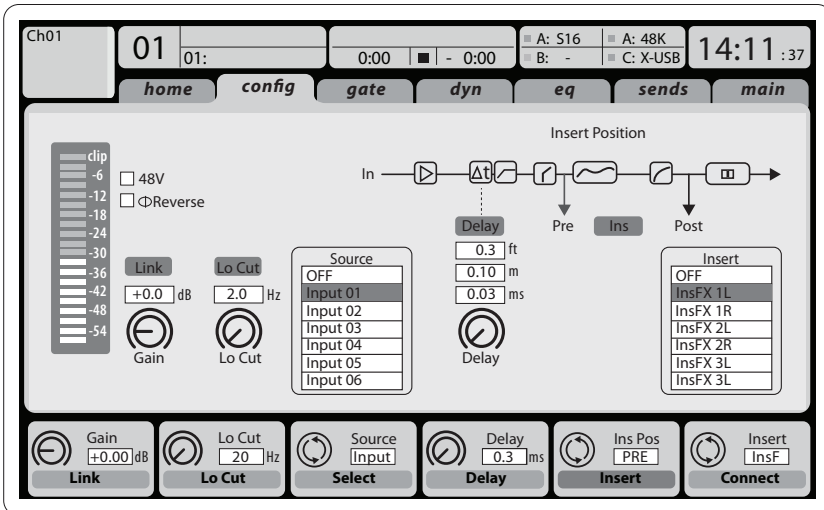 Ch01
01
01:
0:00
- 0:00
A: S16
B: -
A: 48K
C: X-USB
14:11 :37
home config gate dyn eq sends main
Insert Position
clip
-6
-12
-18
-24
-30
-36
-42
-48
-54
48V
ΦReverse
In
Δt
Pre Ins Post
Link
+0.0 dB
Gain
Lo Cut
2.0 Hz
Lo Cut
Source
OFF
Input 01
Input 02
Input 03
Input 04
Input 05
Input 06
Delay
0.3 ft
0.10 m
0.03 ms
Delay
Insert
OFF
InsFX 1L
InsFX 1R
InsFX 2L
InsFX 2R
InsFX 3L
InsFX 3L
Gain
+0.00 dB
Link
Lo Cut
20 Hz
Lo Cut
Source
Input
Select
Delay
0.3 ms
Delay
Ins Pos
PRE
Insert
Insert
InsF
Connect